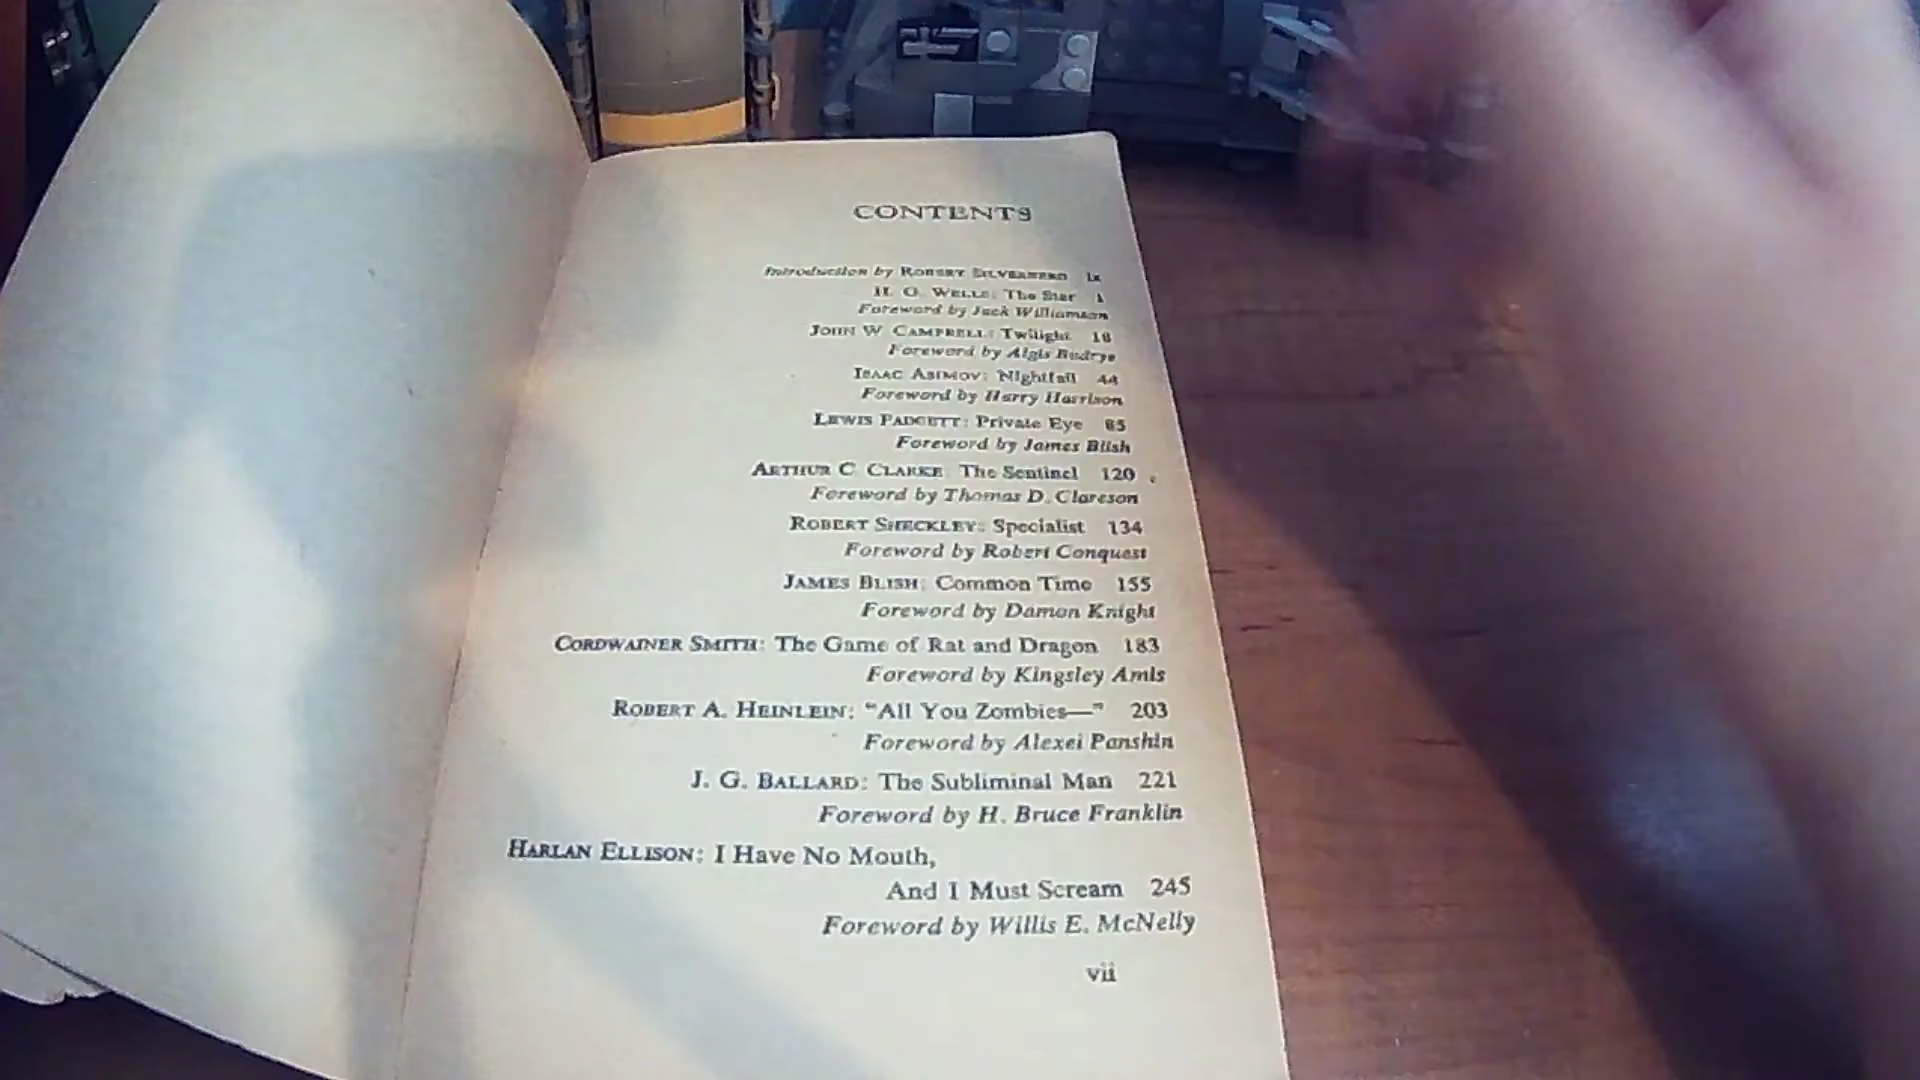 CONTENTS
Introduction by ROBERT SILVERBERG ix
H. G. WELLS: The Star 1
Foreword by Jack Williamson
JOHN W. CAMPBELL: Twilight 18
Foreword by Algis Budrys
ISAAC ASIMOV: Nightfall 44
Foreword by Harry Harrison
LEWIS PADGETT: Private Eye 85
Foreword by James Blish
ARTHUR C. CLARKE: The Sentinel 120
Foreword by Thomas D. Clareson
ROBERT SHECKLEY: Specialist 134
Foreword by Robert Conquest
JAMES BLISH: Common Time 155
Foreword by Damon Knight
CORDWAINER SMITH: The Game of Rat and Dragon 183
Foreword by Kingsley Amis
ROBERT A. HEINLEIN: "All You Zombies—" 203
Foreword by Alexei Panshin
J. G. BALLARD: The Subliminal Man 221
Foreword by H. Bruce Franklin
HARLAN ELLISON: I Have No Mouth,
And I Must Scream 245
Foreword by Willis E. McNelly
vii